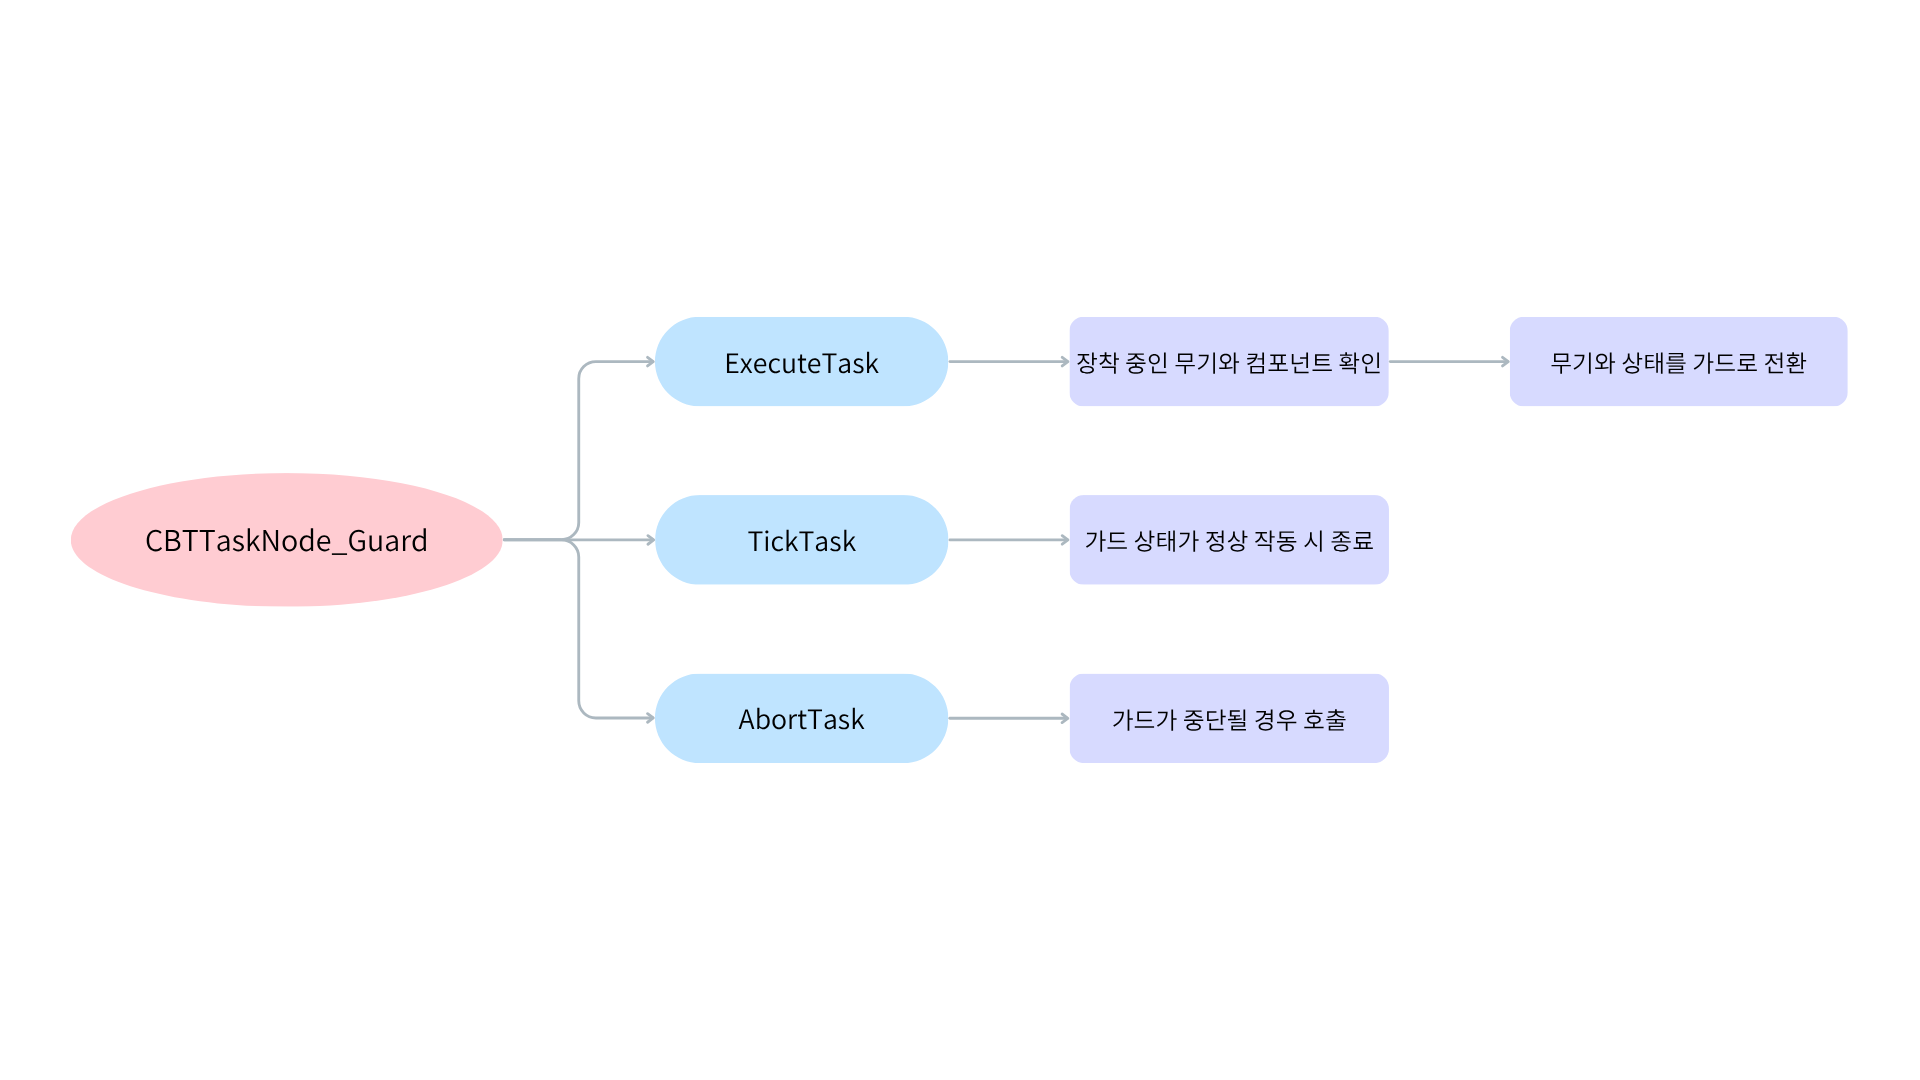 CBTTaskNode_Guard
ExecuteTask
장착 중인 무기와 컴포넌트 확인
무기와 상태를 가드로 전환
TickTask
가드 상태가 정상 작동 시 종료
AbortTask
가드가 중단될 경우 호출